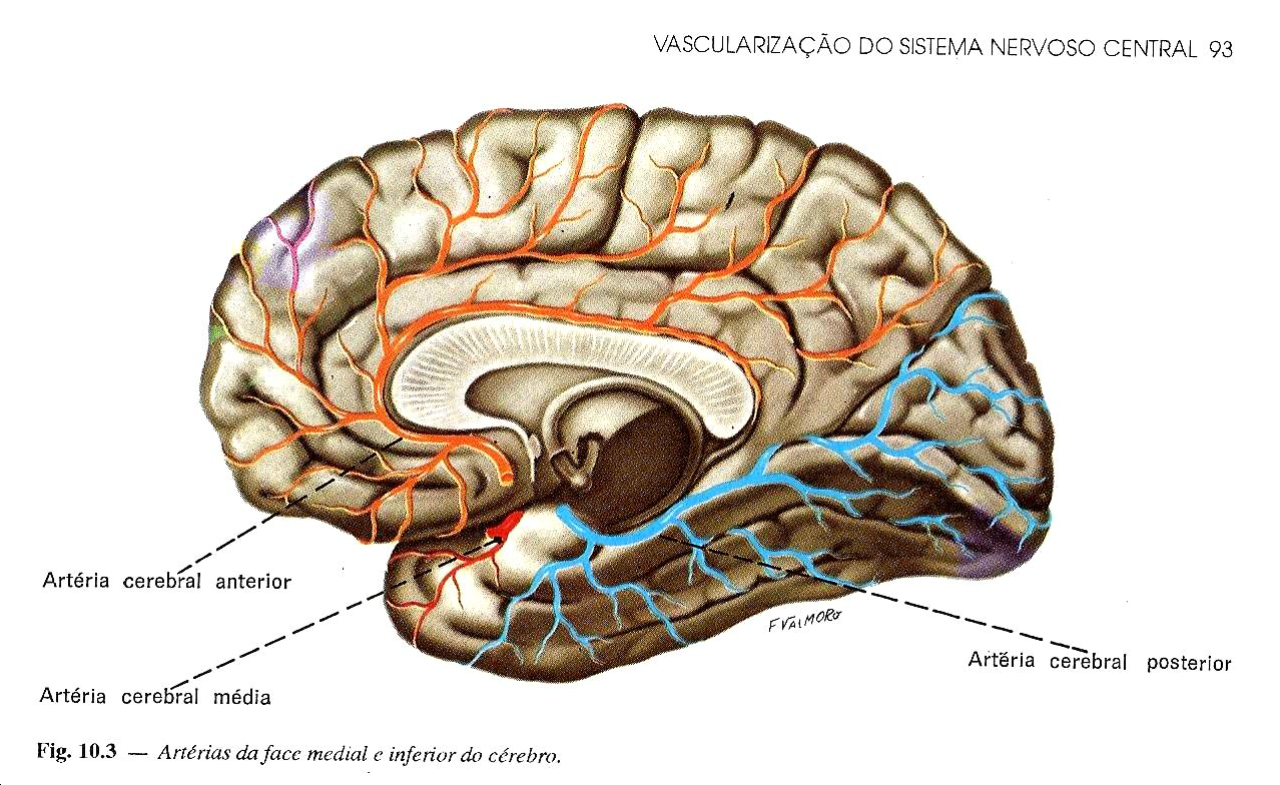 VASCULARIZAÇÃO DO SISTEMA NERVOSO CENTRAL 93
Artéria cerebral anterior
F VALMORO
Artéria cerebral posterior
Artéria cerebral média
Fig. 10.3 — Artérias da face medial e inferior do cérebro.